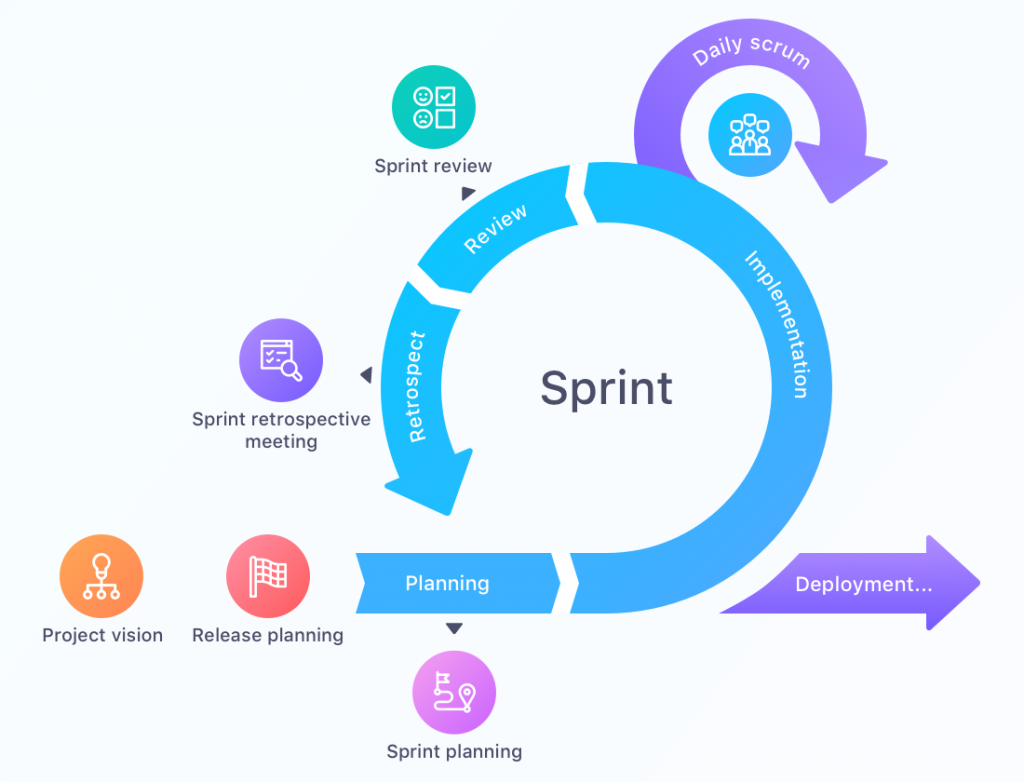 Daily scrum
Sprint review
Review
Implementation
Retrospect
Sprint
Sprint retrospective
meeting
Planning
Deployment...
Project vision
Release planning
Sprint planning